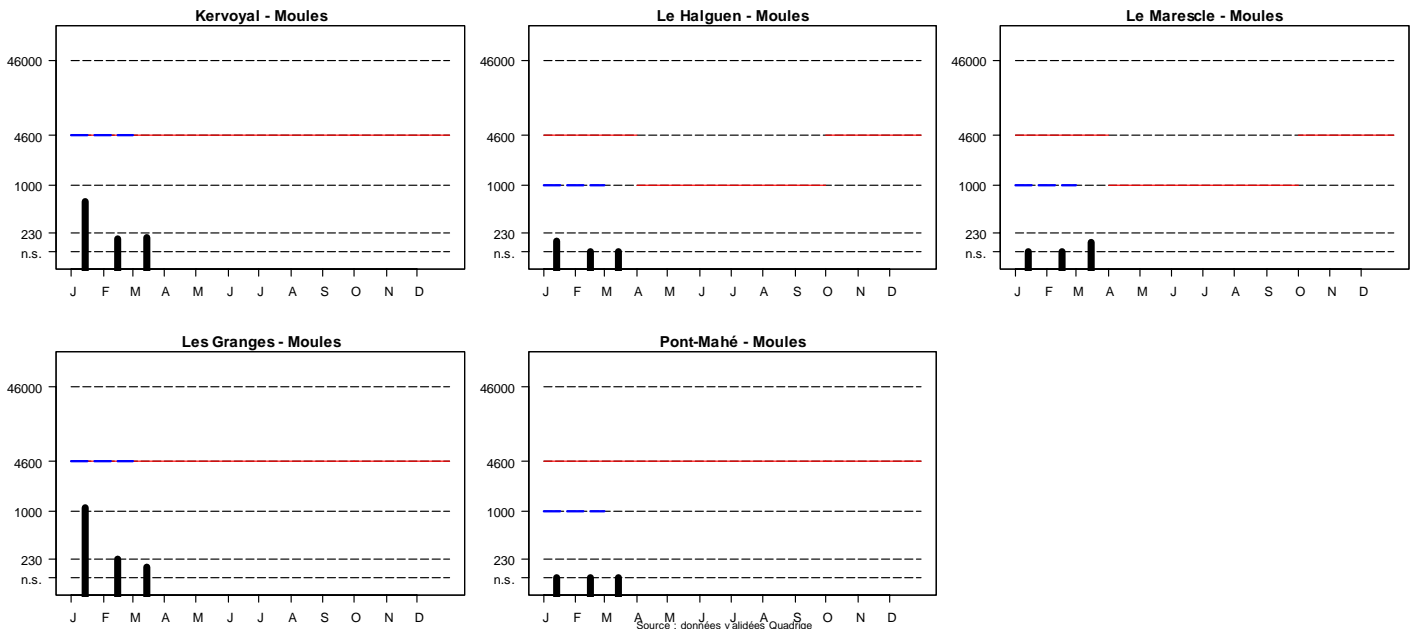 Kervoyal - Moules
46000
4600
1000
230
n.s.
J F M A M J J A S O N D
Le Halguen - Moules
46000
4600
1000
230
n.s.
J F M A M J J A S O N D
Le Marescle - Moules
46000
4600
1000
230
n.s.
J F M A M J J A S O N D
Les Granges - Moules
46000
4600
1000
230
n.s.
J F M A M J J A S O N D
Pont-Mahé - Moules
46000
4600
1000
230
n.s.
J F M A M J J A S O N D
Source : données validées Quadrige